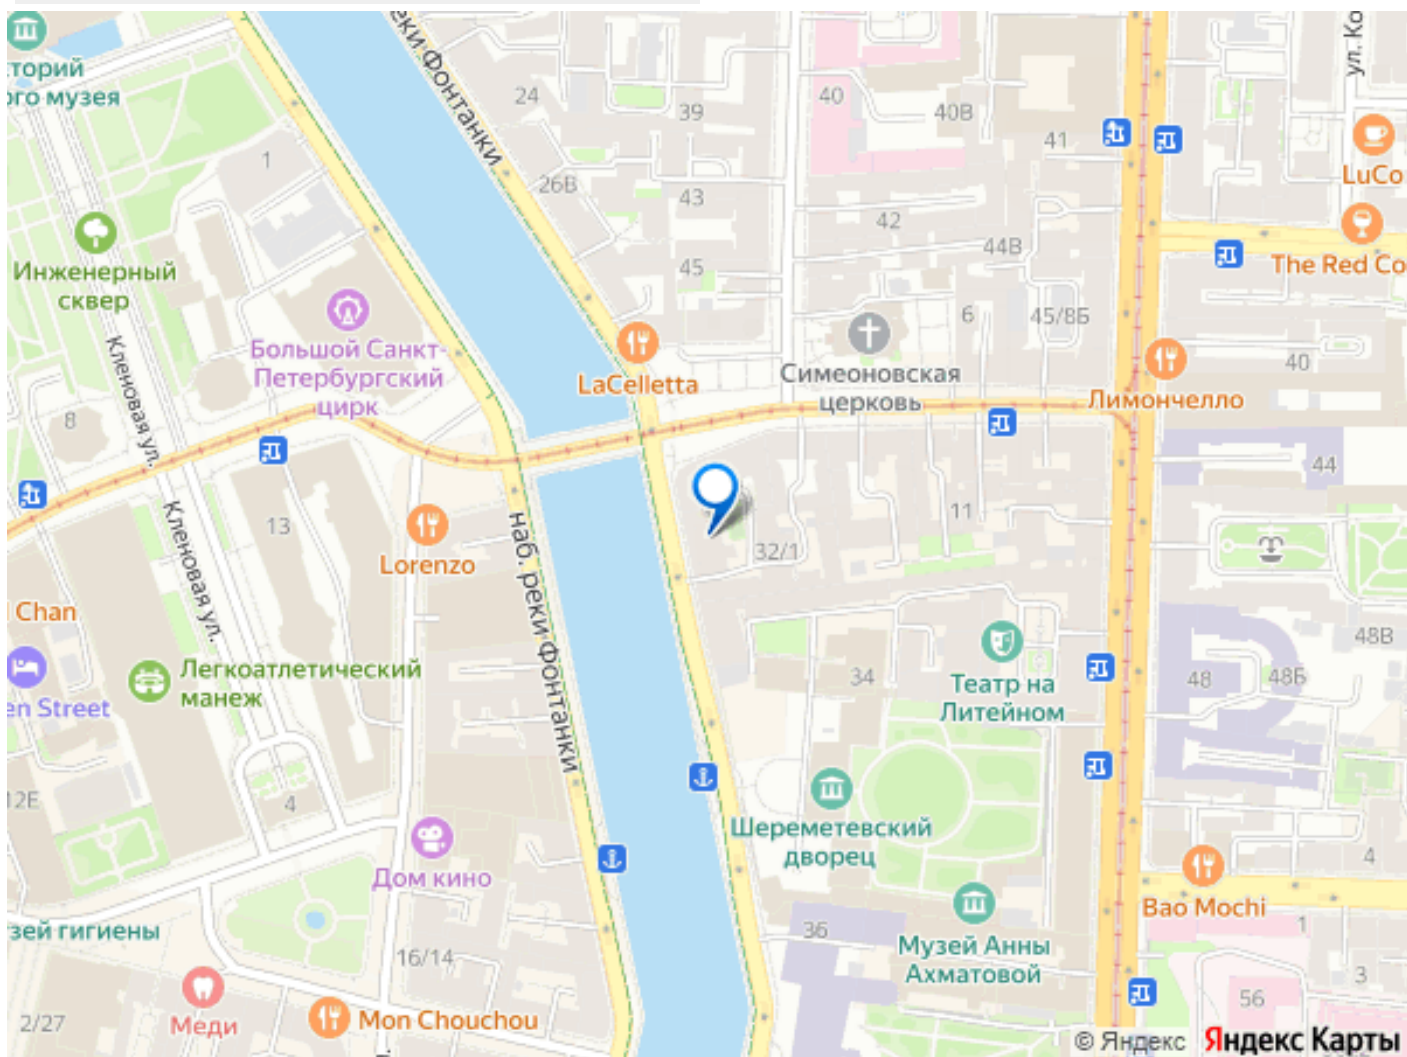 торий
ого музея
1
Инженерный
сквер
Кленовая ул.
8
Большой Санкт-
Петербургский
цирк
еки Фонтанки
24
39
26В
43
45
40
40В
41
42
44В
6
45/8Б
ул. Ко
LuCo
The Red Co
LaCelletta
Симеоновская
церковь
Лимончелло
40
44
13
Кленовая ул.
Lorenzo
наб. реки Фонтанки
32/1
11
l Chan
en Street
Легкоатлетический
манеж
34
Театр на
Литейном
48
48Б
48В
12Е
4
Дом кино
Шереметевский
дворец
Bao Mochi
4
зей гигиены
16/14
36
Музей Анны
Ахматовой
1
3
56
2/27
Меди
Mon Chouchou
© Яндекс Яндекс Карты